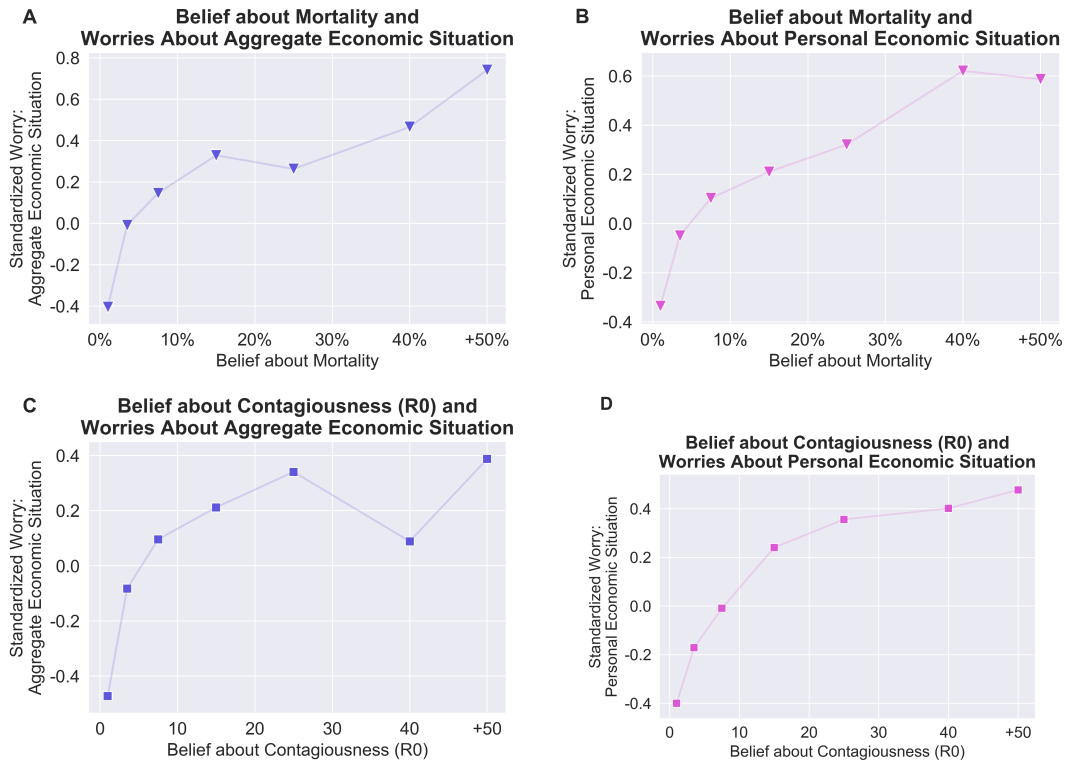 A
Belief about Mortality and
Worries About Aggregate Economic Situation
Standardized Worry:
Aggregate Economic Situation
0.8
0.6
0.4
0.2
0.0
-0.2
-0.4
0% 10% 20% 30% 40% +50%
Belief about Mortality
B
Belief about Mortality and
Worries About Personal Economic Situation
Standardized Worry:
Personal Economic Situation
0.6
0.4
0.2
0.0
-0.2
-0.4
0% 10% 20% 30% 40% +50%
Belief about Mortality
C
Belief about Contagiousness (R0) and
Worries About Aggregate Economic Situation
Standardized Worry:
Aggregate Economic Situation
0.4
0.2
0.0
-0.2
-0.4
0 10 20 30 40 +50
Belief about Contagiousness (R0)
D
Belief about Contagiousness (R0) and
Worries About Personal Economic Situation
Standardized Worry:
Personal Economic Situation
0.4
0.2
0.0
-0.2
-0.4
0 10 20 30 40 +50
Belief about Contagiousness (R0)